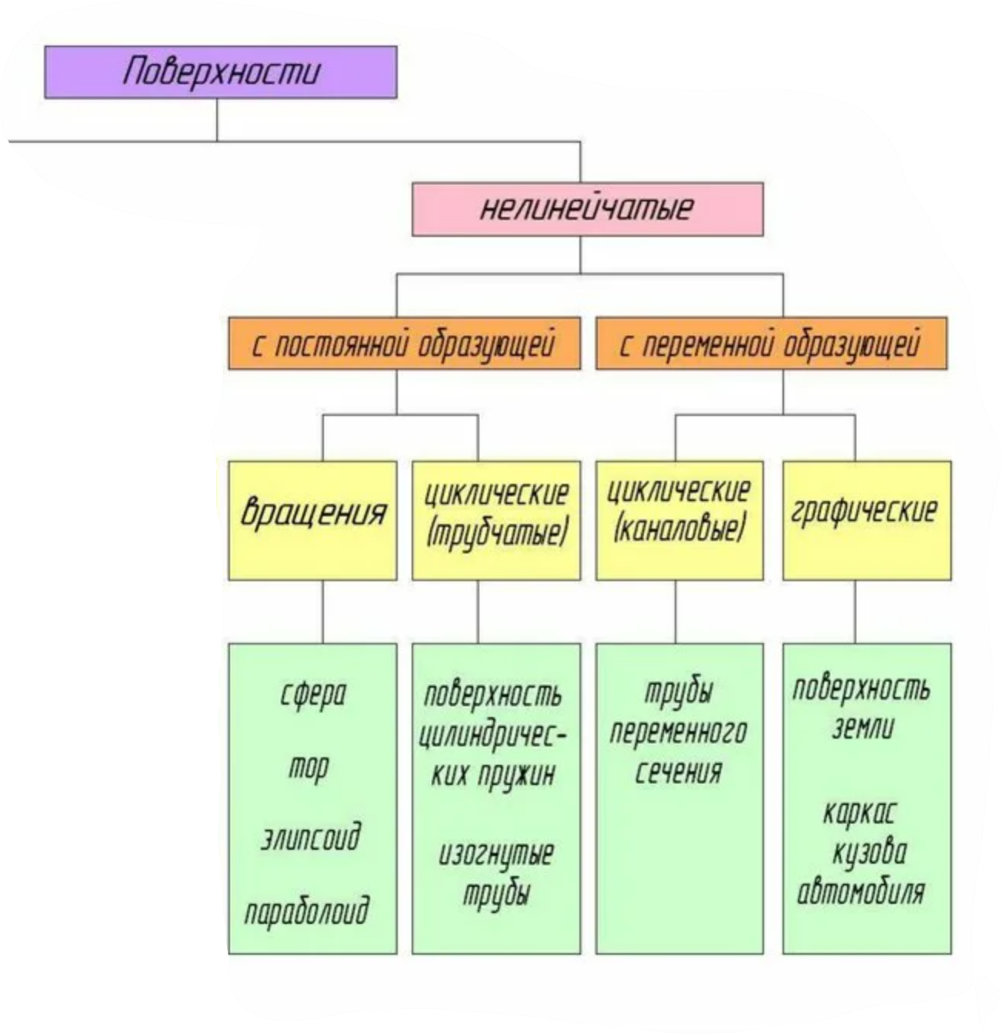 Поверхности
нелинейчатые
с постоянной образующей
с переменной образующей
вращения
циклические
(трубчатые)
циклические
(каналовые)
графические
сфера
тор
элипсоид
параболоид
поверхность
цилиндричес-
ких пружин
изогнутые
трубы
трубы
переменного
сечения
поверхность
земли
каркас
кузова
автомобиля